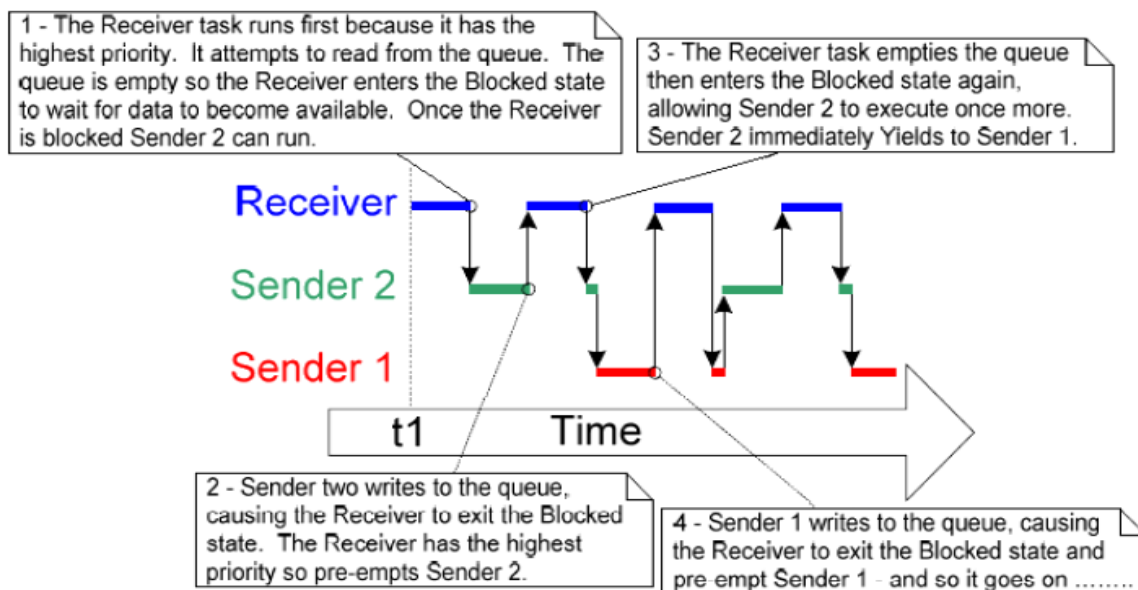 1 - The Receiver task runs first because it has the
highest priority.  It attempts to read from the queue.  The
queue is empty so the Receiver enters the Blocked state
to wait for data to become available.  Once the Receiver
is blocked Sender 2 can run.
3 - The Receiver task empties the queue
then enters the Blocked state again,
allowing Sender 2 to execute once more.
Sender 2 immediately Yields to Sender 1.
Receiver
Sender 2
Sender 1
t1
Time
2 - Sender two writes to the queue,
causing the Receiver to exit the Blocked
state.  The Receiver has the highest
priority so pre-empts Sender 2.
4 - Sender 1 writes to the queue, causing
the Receiver to exit the Blocked state and
pre-empt Sender 1 - and so it goes on ........